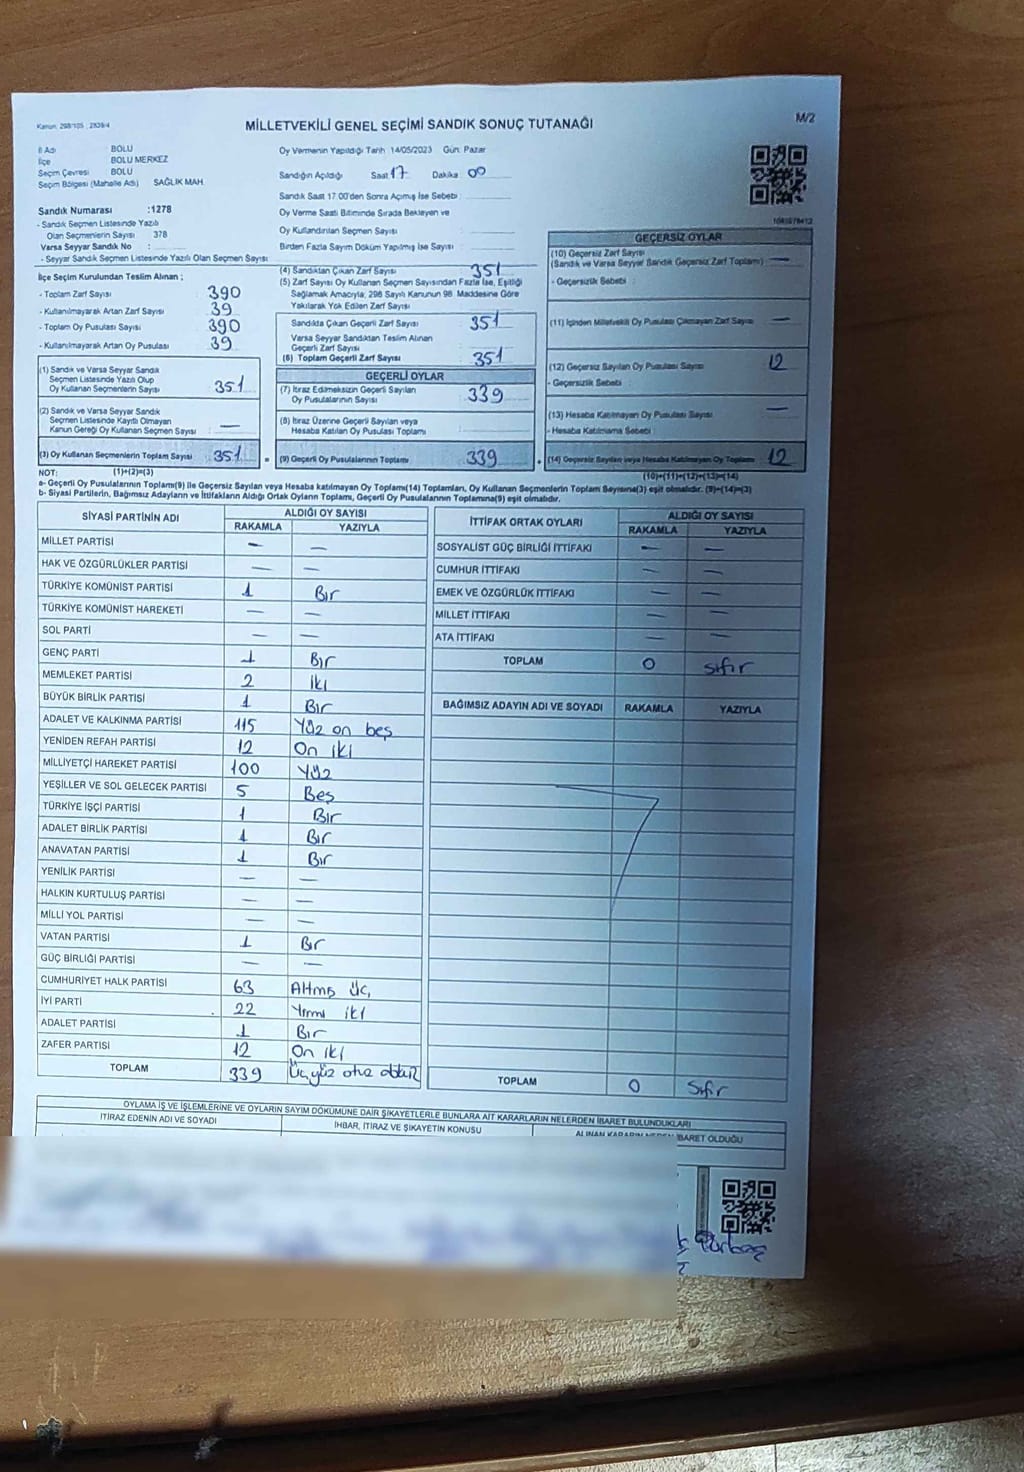 Kanun: 298/105 , 2839/4
MİLLETVEKİLİ GENEL SEÇİMİ SANDIK SONUÇ TUTANAĞI
M/2
İl Adı BOLU
İlçe BOLU MERKEZ
Seçim Çevresi BOLU
Seçim Bölgesi (Mahalle Adı) SAĞLIK MAH.
Sandık Numarası :1278
- Sandık Seçmen Listesinde Yazılı
Olan Seçmenlerin Sayısı 378
Varsa Seyyar Sandık No :
- Seyyar Sandık Seçmen Listesinde Yazılı Olan Seçmen Sayısı
Oy Vermenin Yapıldığı Tarih 14/05/2023 Gün: Pazar
Sandığın Açıldığı Saat 17 Dakika 00
Sandık Saat 17.00'den Sonra Açımış İse Sebebi :
Oy Verme Saati Bitiminde Sırada Bekleyen ve
Oy Kullandırılan Seçmen Sayısı :
Birden Fazla Sayım Döküm Yapılmış İse Sayısı :
İlçe Seçim Kurulundan Teslim Alınan ;
- Toplam Zarf Sayısı 390
- Kullanılmayarak Artan Zarf Sayısı 39
- Toplam Oy Pusulası Sayısı 390
- Kullanılmayarak Artan Oy Pusulası 39
(1) Sandık ve Varsa Seyyar Sandık
Seçmen Listesinde Yazılı Olup
Oy Kullanan Seçmenlerin Sayısı 351
(2) Sandık ve Varsa Seyyar Sandık
Seçmen Listesinde Kayıtlı Olmayan
Kanun Gereği Oy Kullanan Seçmen Sayısı —
(3) Oy Kullanan Seçmenlerin Toplam Sayısı 351 =
(1)+(2)=(3)
(4) Sandıktan Çıkan Zarf Sayısı 351
(5) Zarf Sayısı Oy Kullanan Seçmen Sayısından Fazla İse, Eşitliği
Sağlamak Amacıyla, 298 Sayılı Kanunun 98. Maddesine Göre
Yakılarak Yok Edilen Zarf Sayısı
Sandıkta Çıkan Geçerli Zarf Sayısı 351
Varsa Seyyar Sandıktan Teslim Alınan
Geçerli Zarf Sayısı
(6) Toplam Geçerli Zarf Sayısı 351
GEÇERLİ OYLAR
(7) İtiraz Edilmeksizin Geçerli Sayılan
Oy Pusulalarının Sayısı 339
(8) İtiraz Üzerine Geçerli Sayılan veya
Hesaba Katılan Oy Pusulası Toplamı
(9) Geçerli Oy Pusulalarının Toplamı 339 +
GEÇERSİZ OYLAR
(10) Geçersiz Zarf Sayısı
(Sandık ve Varsa Seyyar Sandık Geçersiz Zarf Toplamı) —
- Geçersizlik Sebebi :
(11) İçinden Milletvekili Oy Pusulası Çıkmayan Zarf Sayısı —
(12) Geçersiz Sayılan Oy Pusulası Sayısı 12
- Geçersizlik Sebebi :
(13) Hesaba Katılmayan Oy Pusulası Sayısı —
- Hesaba Katılmama Sebebi :
(14) Geçersiz Sayılan veya Hesaba Katılmayan Oy Toplamı 12
(10)+(11)+(12)+(13)=(14)
NOT:
a- Geçerli Oy Pusulalarının Toplamı(9) ile Geçersiz Sayılan veya Hesaba katılmayan Oy Toplamı(14) Toplamları, Oy Kullanan Seçmenlerin Toplam Sayısına(3) eşit olmalıdır. (9)+(14)=(3)
b- Siyasi Partilerin, Bağımsız Adayların ve İttifakların Aldığı Ortak Oyların Toplamı, Geçerli Oy Pusulalarının Toplamına(9) eşit olmalıdır.
SİYASİ PARTİNİN ADI ALDIĞI OY SAYISI
RAKAMLA YAZIYLA
MİLLET PARTİSİ — —
HAK VE ÖZGÜRLÜKLER PARTİSİ — —
TÜRKİYE KOMÜNİST PARTİSİ 1 Bir
TÜRKİYE KOMÜNİST HAREKETİ — —
SOL PARTİ — —
GENÇ PARTİ 1 Bir
MEMLEKET PARTİSİ 2 iki
BÜYÜK BİRLİK PARTİSİ 1 Bir
ADALET VE KALKINMA PARTİSİ 115 Yüz on beş
YENİDEN REFAH PARTİSİ 12 On iki
MİLLİYETÇİ HAREKET PARTİSİ 100 Yüz
YEŞİLLER VE SOL GELECEK PARTİSİ 5 Beş
TÜRKİYE İŞÇİ PARTİSİ 1 Bir
ADALET BİRLİK PARTİSİ 1 Bir
ANAVATAN PARTİSİ 1 Bir
YENİLİK PARTİSİ — —
HALKIN KURTULUŞ PARTİSİ — —
MİLLİ YOL PARTİSİ — —
VATAN PARTİSİ 1 Bir
GÜÇ BİRLİĞİ PARTİSİ — —
CUMHURİYET HALK PARTİSİ 63 Altmış üç
İYİ PARTİ 22 Yirmi iki
ADALET PARTİSİ 1 Bir
ZAFER PARTİSİ 12 On iki
TOPLAM 339 Üçyüz otuz dokuz
İTTİFAK ORTAK OYLARI ALDIĞI OY SAYISI
RAKAMLA YAZIYLA
SOSYALİST GÜÇ BİRLİĞİ İTTİFAKI — —
CUMHUR İTTİFAKI — —
EMEK VE ÖZGÜRLÜK İTTİFAKI — —
MİLLET İTTİFAKI — —
ATA İTTİFAKI — —
TOPLAM 0 sıfır
BAĞIMSIZ ADAYIN ADI VE SOYADI RAKAMLA YAZIYLA
TOPLAM 0 Sıfır
OYLAMA İŞ VE İŞLEMLERİNE VE OYLARIN SAYIM DÖKÜMÜNE DAİR ŞİKAYETLERLE BUNLARA AİT KARARLARIN NELERDEN İBARET BULUNDUKLARI
İTİRAZ EDENİN ADI VE SOYADI İHBAR, İTİRAZ VE ŞİKAYETİN KONUSU ALINAN KARARIN NEDEN İBARET OLDUĞU